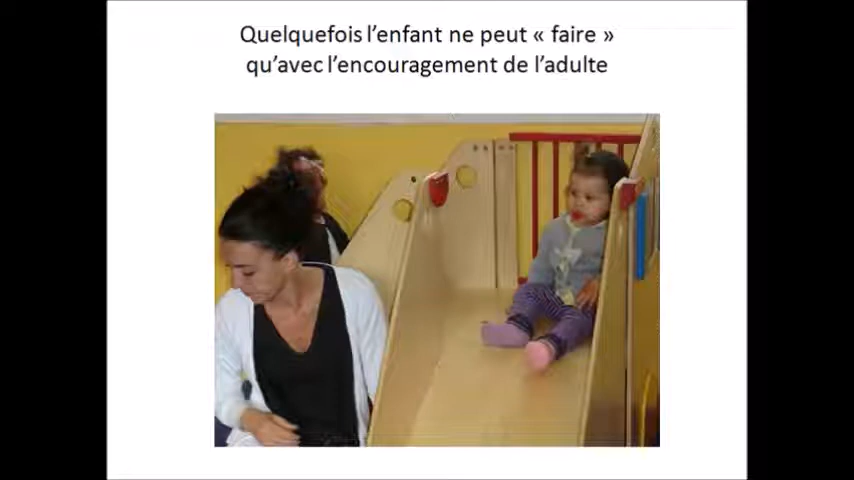 Quelquefois l’enfant ne peut « faire »
qu’avec l’encouragement de l’adulte